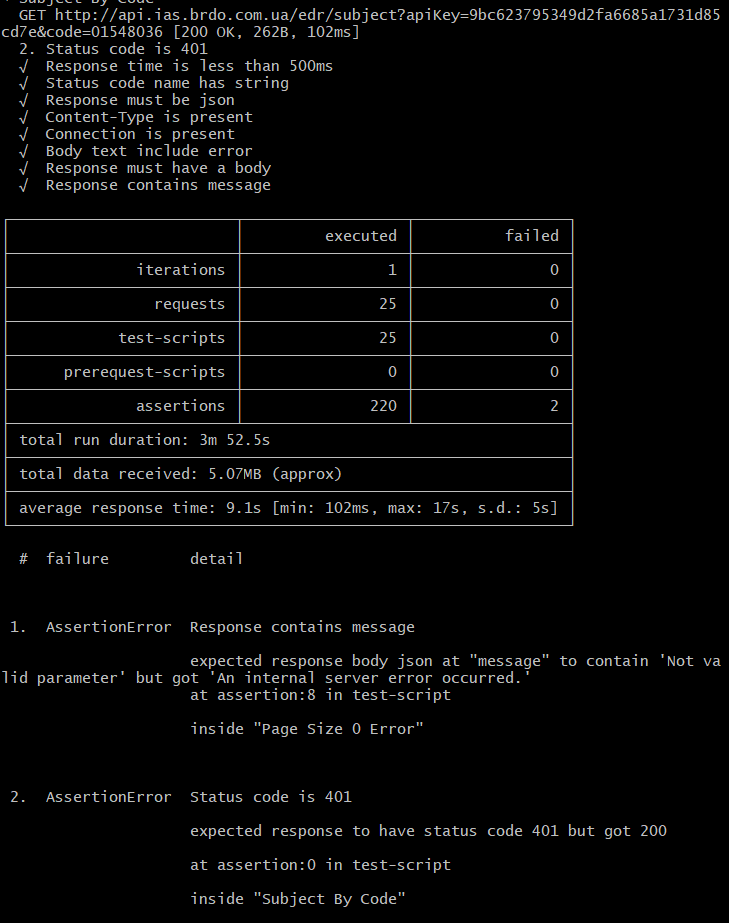 Subject By Code
GET http://api.ias.brdo.com.ua/edr/subject?apiKey=9bc623795349d2fa6685a1731d85
cd7e&code=01548036 [200 OK, 262B, 102ms]
2. Status code is 401
√ Response time is less than 500ms
√ Status code name has string
√ Response must be json
√ Content-Type is present
√ Connection is present
√ Body text include error
√ Response must have a body
√ Response contains message
executed failed
iterations 1 0
requests 25 0
test-scripts 25 0
prerequest-scripts 0 0
assertions 220 2
total run duration: 3m 52.5s
total data received: 5.07MB (approx)
average response time: 9.1s [min: 102ms, max: 17s, s.d.: 5s]
# failure detail
1. AssertionError Response contains message
expected response body json at "message" to contain 'Not va
lid parameter' but got 'An internal server error occurred.'
at assertion:8 in test-script
inside "Page Size 0 Error"
2. AssertionError Status code is 401
expected response to have status code 401 but got 200
at assertion:0 in test-script
inside "Subject By Code"